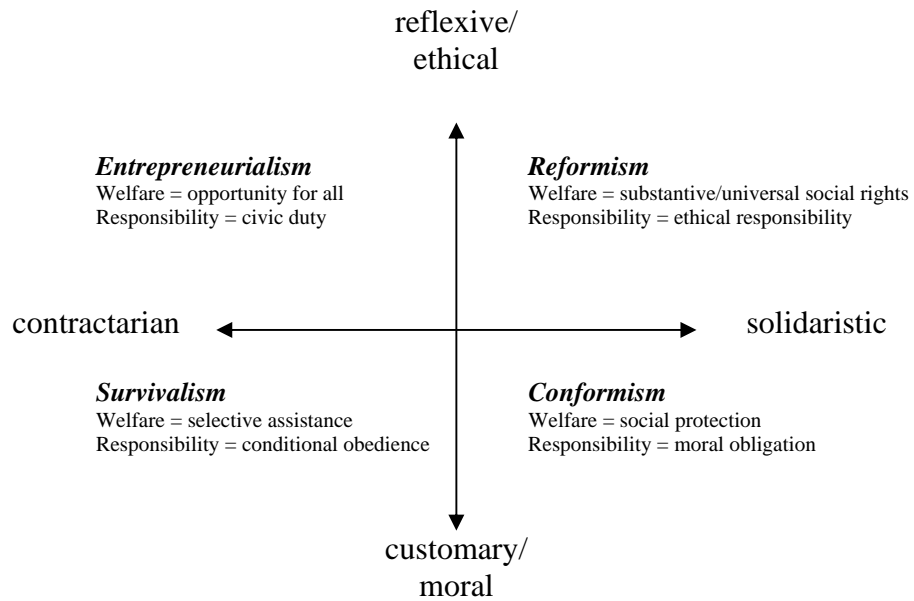 reflexive/
ethical
Entrepreneurialism
Welfare = opportunity for all
Responsibility = civic duty
Reformism
Welfare = substantive/universal social rights
Responsibility = ethical responsibility
contractarian
solidaristic
Survivalism
Welfare = selective assistance
Responsibility = conditional obedience
Conformism
Welfare = social protection
Responsibility = moral obligation
customary/
moral